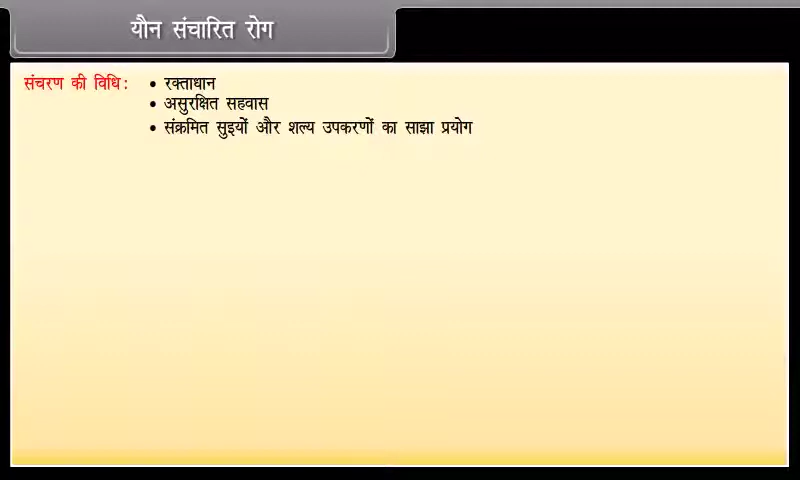 यौन संचारित रोग
संचरण की विधि: • रक्ताधान
• असुरक्षित सहवास
• संक्रमित सुइयों और शल्य उपकरणों का साझा प्रयोग